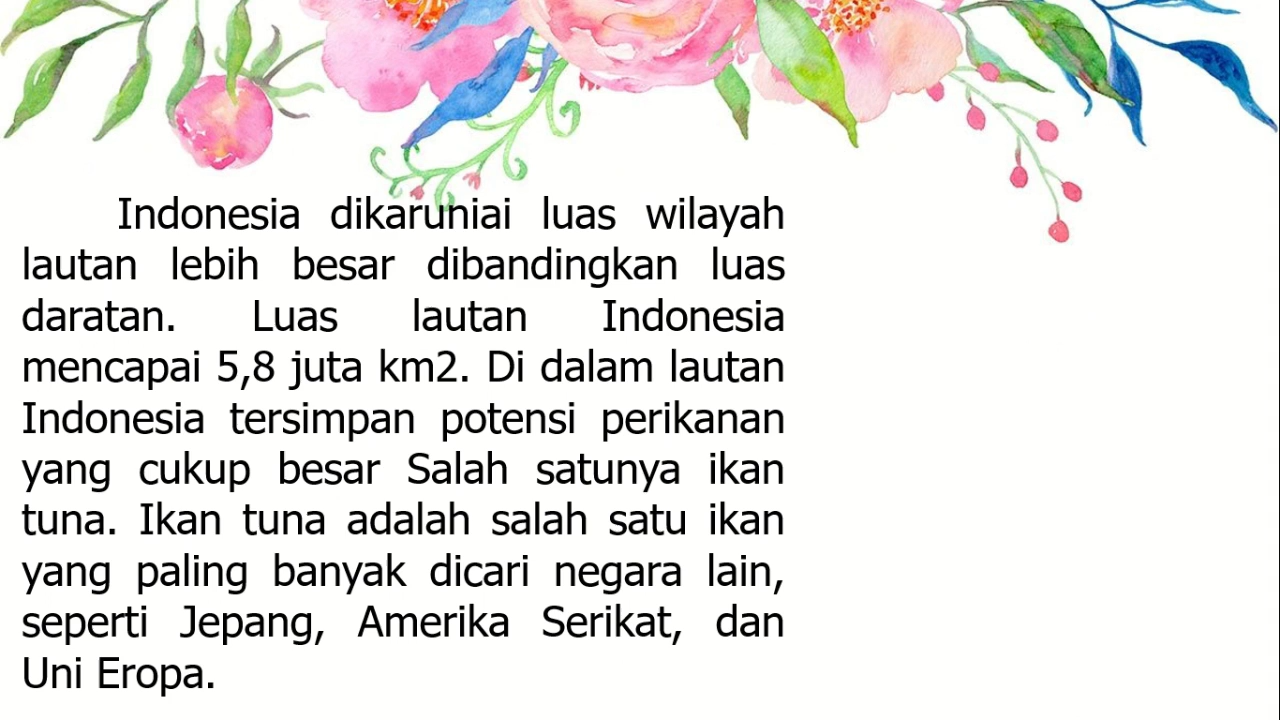 Indonesia dikaruniai luas wilayah
lautan lebih besar dibandingkan luas
daratan. Luas lautan Indonesia
mencapai 5,8 juta km2. Di dalam lautan
Indonesia tersimpan potensi perikanan
yang cukup besar Salah satunya ikan
tuna. Ikan tuna adalah salah satu ikan
yang paling banyak dicari negara lain,
seperti Jepang, Amerika Serikat, dan
Uni Eropa.